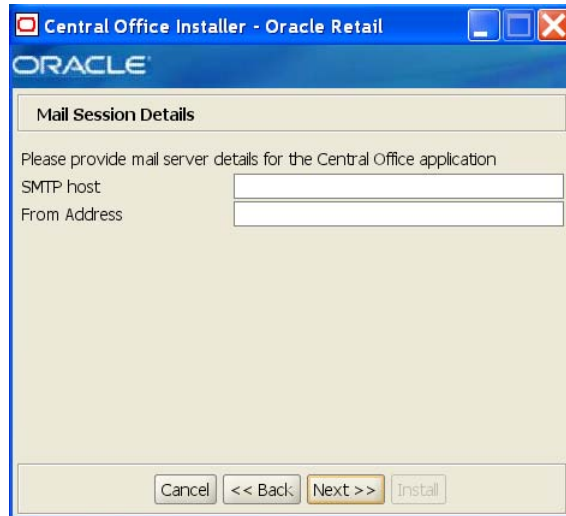 Central Office Installer - Oracle Retail
ORACLE
Mail Session Details
Please provide mail server details for the Central Office application
SMTP host
From Address
Cancel << Back Next >> Install